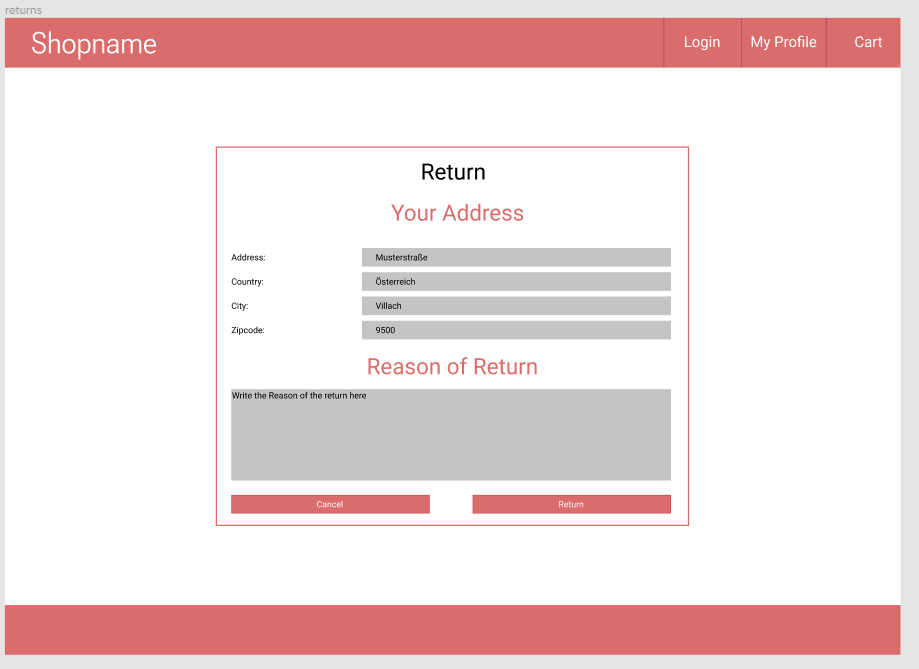 returns
Shopname
Login My Profile Cart
Return
Your Address
Address: Musterstraße
Country: Österreich
City: Villach
Zipcode: 9500
Reason of Return
Write the Reason of the return here
Cancel Return